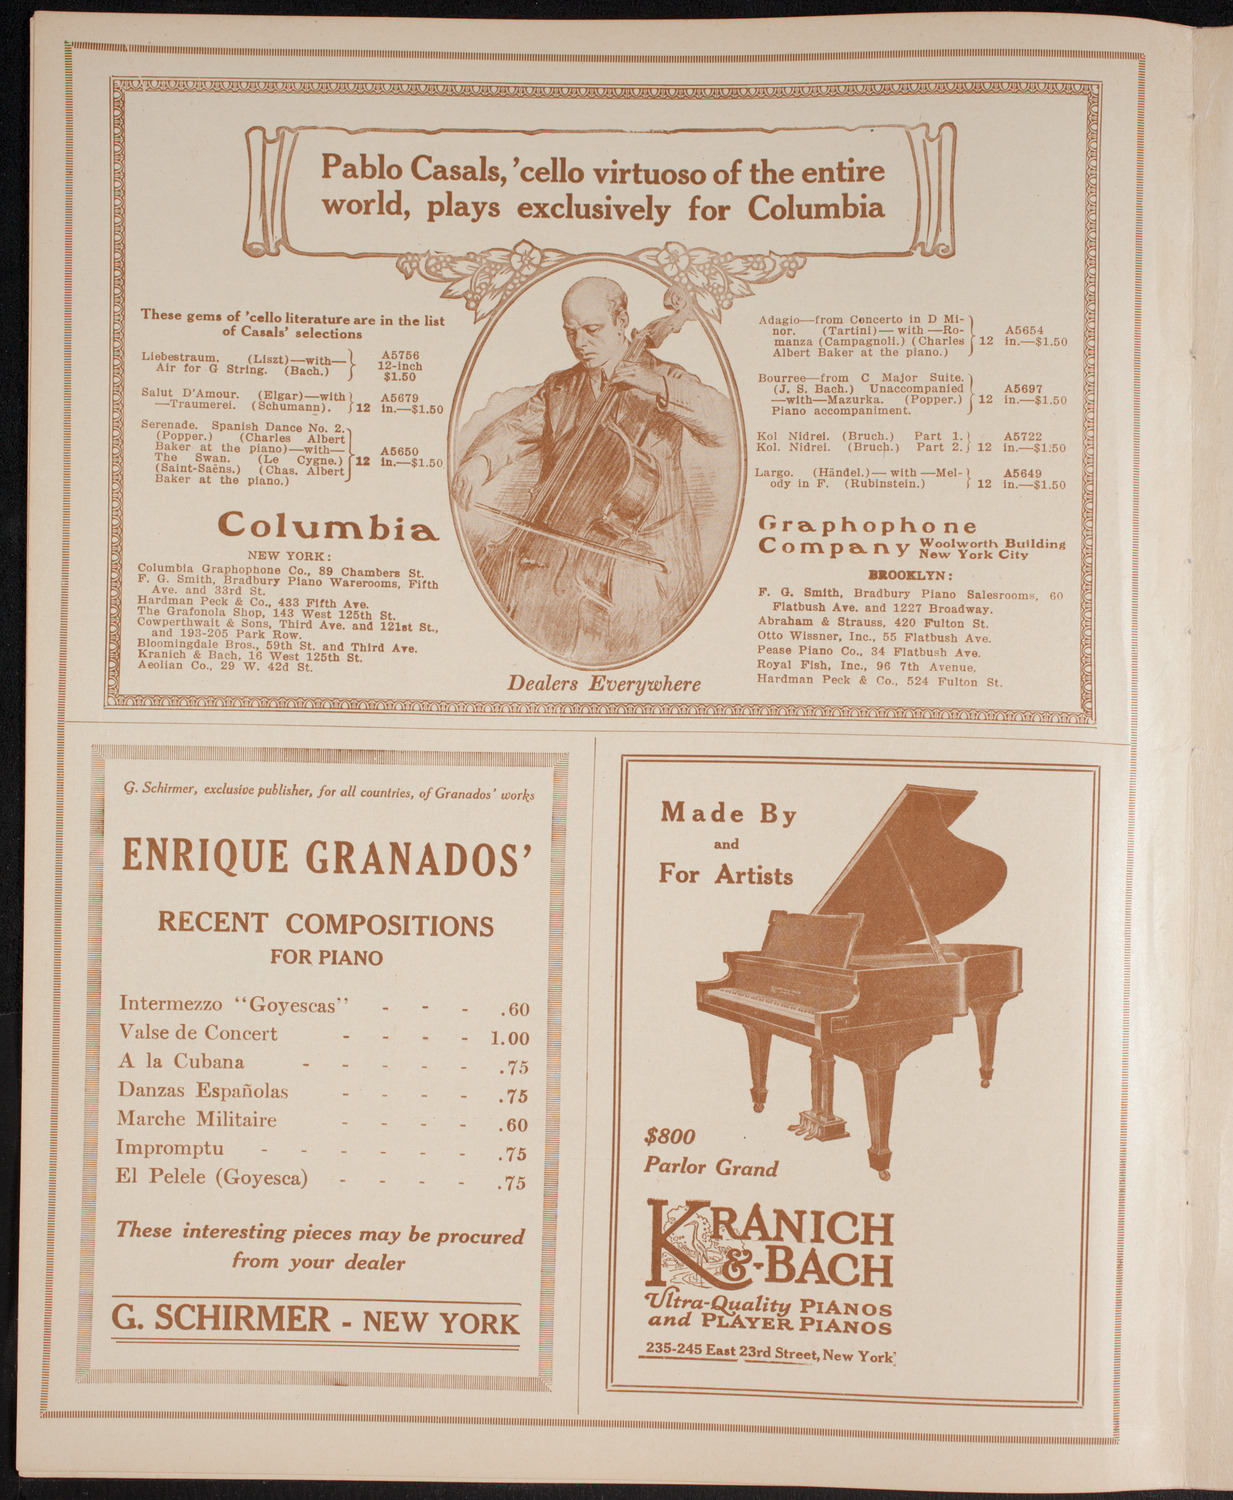 Pablo Casals, 'cello virtuoso of the entire
world, plays exclusively for Columbia
These gems of 'cello literature are in the list
of Casals' selections
Liebestraum. (Liszt)—with—
Air for G String. (Bach.)
A5756
12-inch
$1.50
Salut D'Amour. (Elgar)—with
—Traumerei. (Schumann).
A5679
12 in.—$1.50
Serenade. Spanish Dance No. 2.
(Popper.) (Charles Albert
Baker at the piano)—with—
The Swan. (Le Cygne.)
(Saint-Saëns.) (Chas. Albert
Baker at the piano.)
A5650
12 in.—$1.50
Adagio—from Concerto in D Mi-
nor. (Tartini)—with—Ro-
manza (Campagnoli.) (Charles
Albert Baker at the piano.)
A5654
12 in.—$1.50
Bourree—from C Major Suite.
(J. S. Bach.) Unaccompanied
—with—Mazurka. (Popper.)
Piano accompaniment.
A5697
12 in.—$1.50
Kol Nidrei. (Bruch.) Part 1.
Kol. Nidrei. (Bruch.) Part 2.
A5722
12 in.—$1.50
Largo. (Händel.)—with—Mel-
ody in F. (Rubinstein.)
A5649
12 in.—$1.50
Columbia
NEW YORK:
Columbia Graphophone Co., 89 Chambers St.
F. G. Smith, Bradbury Piano Warerooms, Fifth
Ave. and 33rd St.
Hardman Peck & Co., 433 Fifth Ave.
The Grafonola Shop, 143 West 125th St.
Cowperthwait & Sons, Third Ave. and 121st St.,
and 193-205 Park Row.
Bloomingdale Bros., 59th St. and Third Ave.
Kranich & Bach, 16 West 125th St.
Aeolian Co., 29 W. 42d St.
Graphophone
Company Woolworth Building
New York City
BROOKLYN:
F. G. Smith, Bradbury Piano Salesrooms, 60
Flatbush Ave. and 1227 Broadway.
Abraham & Strauss, 420 Fulton St.
Otto Wissner, Inc., 55 Flatbush Ave.
Pease Piano Co., 34 Flatbush Ave.
Royal Fish, Inc., 96 7th Avenue.
Hardman Peck & Co., 524 Fulton St.
Dealers Everywhere
G. Schirmer, exclusive publisher, for all countries, of Granados' works
ENRIQUE GRANADOS'
RECENT COMPOSITIONS
FOR PIANO
Intermezzo "Goyescas" - - - .60
Valse de Concert - - - - 1.00
A la Cubana - - - - - .75
Danzas Españolas - - - - .75
Marche Militaire - - - - .60
Impromptu - - - - - - .75
El Pelele (Goyesca) - - - - .75
These interesting pieces may be procured
from your dealer
G. SCHIRMER - NEW YORK
Made By
and
For Artists
$800
Parlor Grand
KRANICH
&-BACH
Ultra-Quality PIANOS
and PLAYER PIANOS
235-245 East 23rd Street, New York